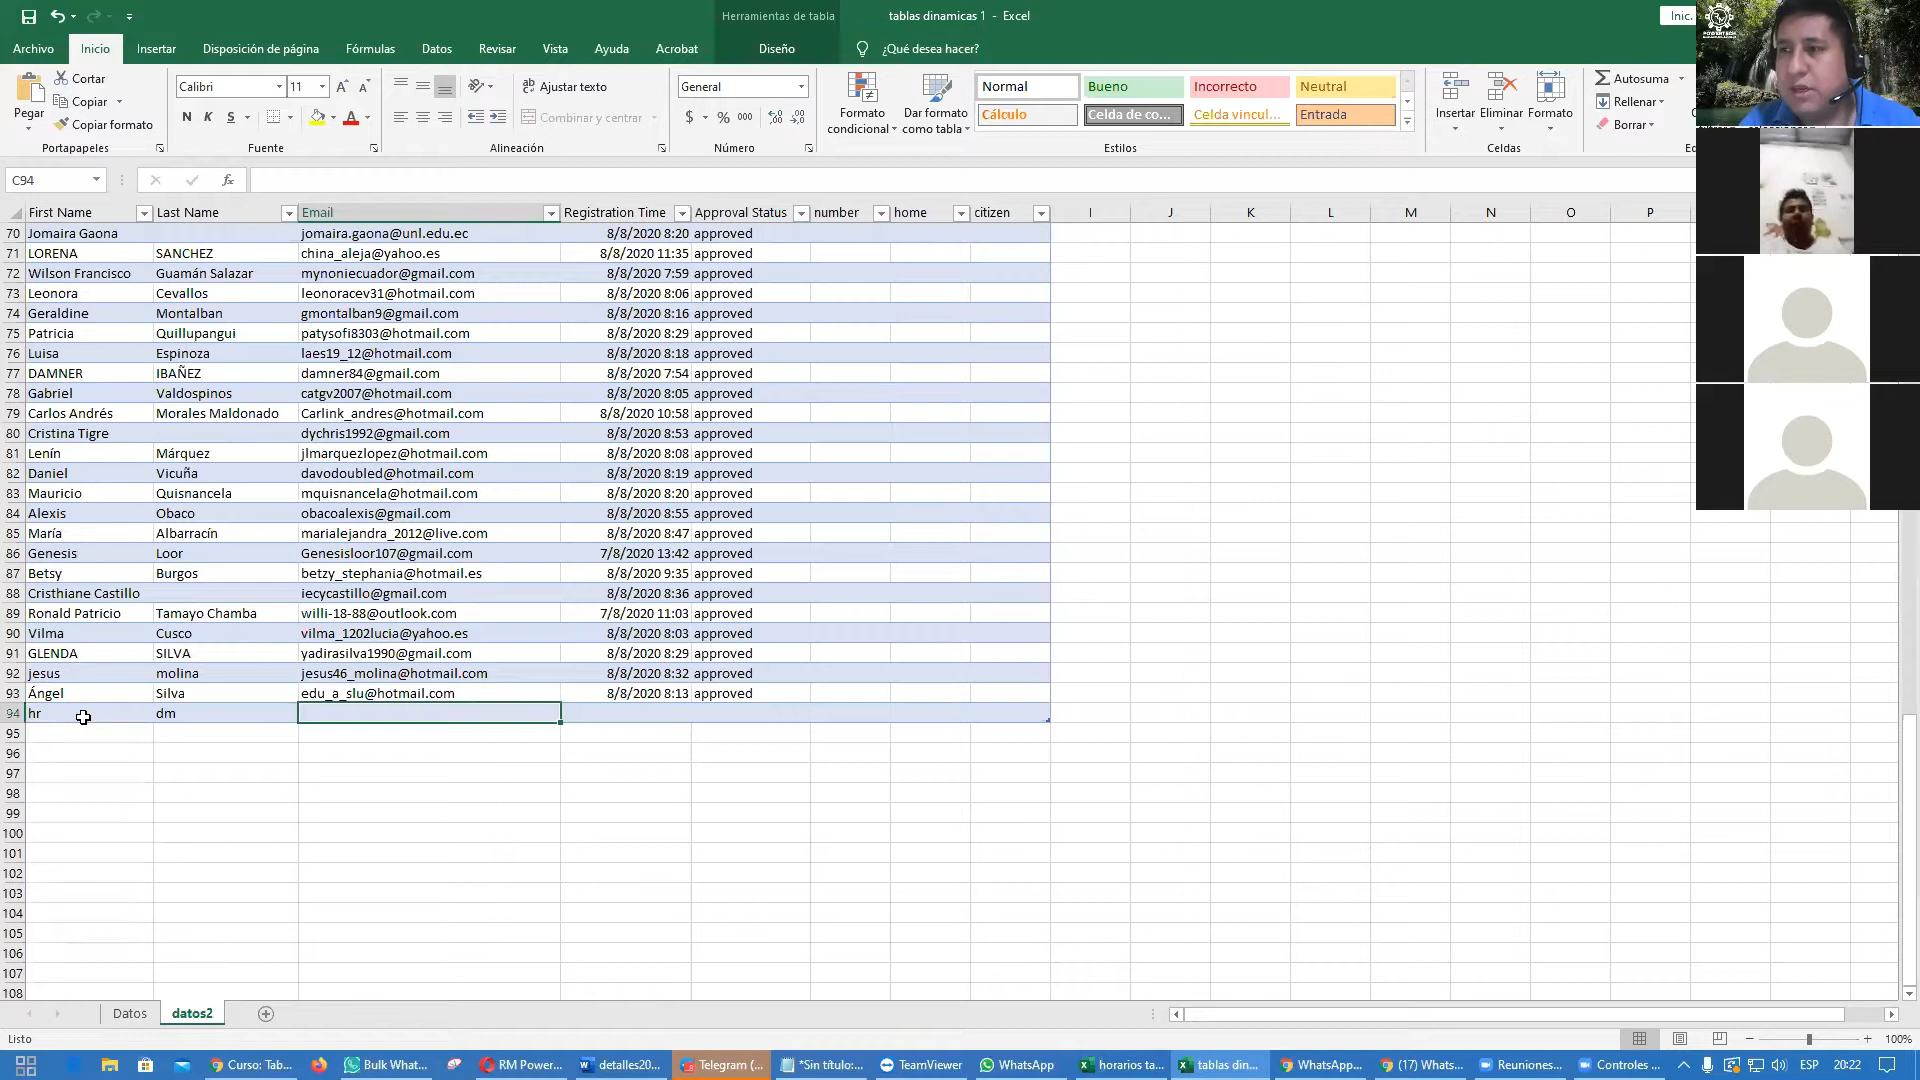 Herramientas de tabla
tablas dinamicas 1 - Excel
Inic.
Archivo Inicio Insertar Disposición de página Fórmulas Datos Revisar Vista Ayuda Acrobat Diseño ¿Qué desea hacer?
Pegar
Cortar
Copiar
Copiar formato
Portapapeles
Calibri 11
N K S
Fuente
Ajustar texto
Combinar y centrar
Alineación
General
$ % 000
Número
Formato condicional
Dar formato como tabla
Normal Bueno Incorrecto Neutral
Cálculo Celda de co... Celda vincul... Entrada
Estilos
Insertar Eliminar Formato
Celdas
Autosuma
Rellenar
Borrar
C94 fx
First Name Last Name Email Registration Time Approval Status number home citizen I J K L M N O P
70 Jomaira Gaona jomaira.gaona@unl.edu.ec 8/8/2020 8:20 approved
71 LORENA SANCHEZ china_aleja@yahoo.es 8/8/2020 11:35 approved
72 Wilson Francisco Guamán Salazar mynoniecuador@gmail.com 8/8/2020 7:59 approved
73 Leonora Cevallos leonoracev31@hotmail.com 8/8/2020 8:06 approved
74 Geraldine Montalban gmontalban9@gmail.com 8/8/2020 8:16 approved
75 Patricia Quillupangui patysofi8303@hotmail.com 8/8/2020 8:29 approved
76 Luisa Espinoza laes19_12@hotmail.com 8/8/2020 8:18 approved
77 DAMNER IBAÑEZ damner84@gmail.com 8/8/2020 7:54 approved
78 Gabriel Valdospinos catgv2007@hotmail.com 8/8/2020 8:05 approved
79 Carlos Andrés Morales Maldonado Carlink_andres@hotmail.com 8/8/2020 10:58 approved
80 Cristina Tigre dychris1992@gmail.com 8/8/2020 8:53 approved
81 Lenín Márquez jlmarquezlopez@hotmail.com 8/8/2020 8:08 approved
82 Daniel Vicuña davodoubled@hotmail.com 8/8/2020 8:19 approved
83 Mauricio Quisnancela mquisnancela@hotmail.com 8/8/2020 8:20 approved
84 Alexis Obaco obacoalexis@gmail.com 8/8/2020 8:55 approved
85 María Albarracín marialejandra_2012@live.com 8/8/2020 8:47 approved
86 Genesis Loor Genesisloor107@gmail.com 7/8/2020 13:42 approved
87 Betsy Burgos betzy_stephania@hotmail.es 8/8/2020 9:35 approved
88 Cristhiane Castillo iecycastillo@gmail.com 8/8/2020 8:36 approved
89 Ronald Patricio Tamayo Chamba willi-18-88@outlook.com 7/8/2020 11:03 approved
90 Vilma Cusco vilma_1202lucia@yahoo.es 8/8/2020 8:03 approved
91 GLENDA SILVA yadirasilva1990@gmail.com 8/8/2020 8:29 approved
92 jesus molina jesus46_molina@hotmail.com 8/8/2020 8:32 approved
93 Ángel Silva edu_a_slu@hotmail.com 8/8/2020 8:13 approved
94 hr dm
95
96
97
98
99
100
101
102
103
104
105
106
107
108
Datos datos2
Listo
100%
Curso: Tab... Bulk What... RM Power... detalles20... Telegram (... *Sin título:... TeamViewer WhatsApp horarios ta... tablas din... WhatsApp... (17) Whats... Reuniones... Controles ... ESP 20:22